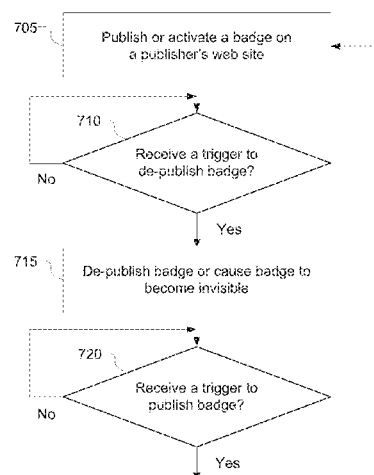 705
Publish or activate a badge on
a publisher's web site
710
Receive a trigger to
de-publish badge?
No
Yes
715
De-publish badge or cause badge to
become invisible
720
Receive a trigger to
publish badge?
No
Yes